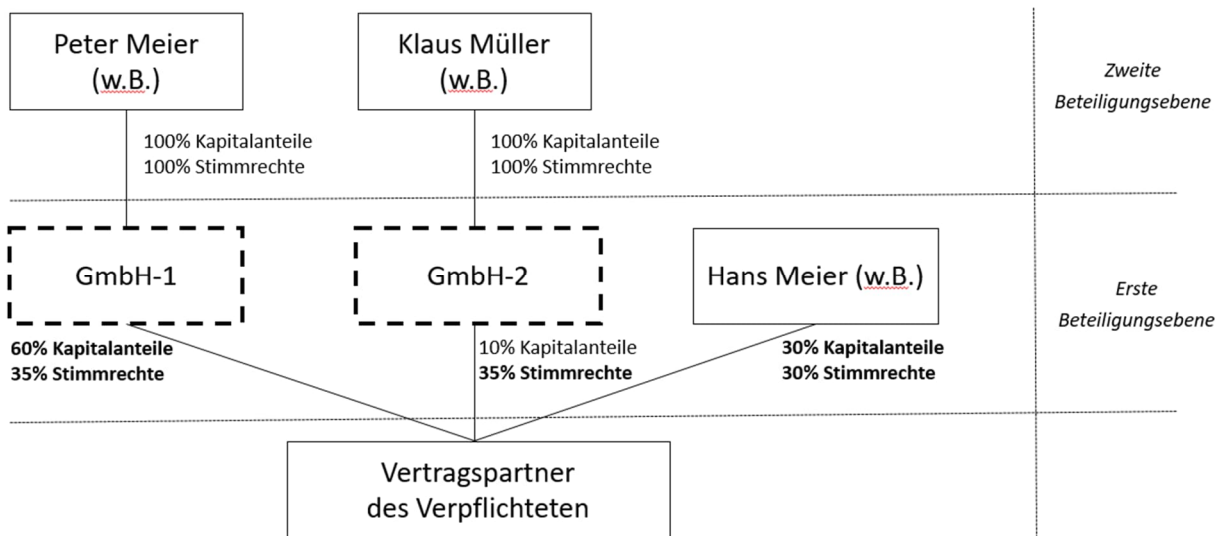 Peter Meier
(w.B.)
Klaus Müller
(w.B.)
Zweite
Beteiligungsebene
100% Kapitalanteile
100% Stimmrechte
100% Kapitalanteile
100% Stimmrechte
GmbH-1
GmbH-2
Hans Meier (w.B.)
Erste
Beteiligungsebene
60% Kapitalanteile
35% Stimmrechte
10% Kapitalanteile
35% Stimmrechte
30% Kapitalanteile
30% Stimmrechte
Vertragspartner
des Verpflichteten